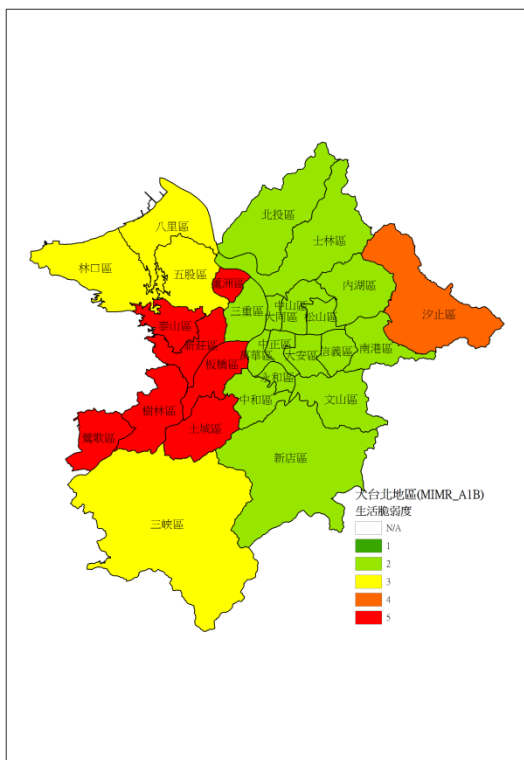 北投區
八里區
士林區
林口區
五股區
內湖區
蘆洲區
三重區
中山區
大同區
松山區
汐止區
泰山區
新莊區
中正區
萬華區
大安區
信義區
南港區
板橋區
永和區
中和區
文山區
樹林區
土城區
鶯歌區
新店區
三峽區
大台北地區(MIMR_A1B)
生活脆弱度
N/A
1
2
3
4
5